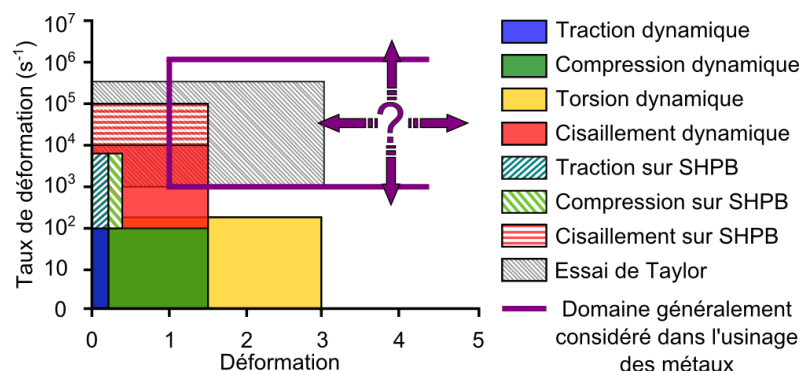 Taux de déformation (s⁻¹)
10⁷
10⁶
10⁵
10⁴
10³
10²
10
0
0 1 2 3 4 5
Déformation
?
Traction dynamique
Compression dynamique
Torsion dynamique
Cisaillement dynamique
Traction sur SHPB
Compression sur SHPB
Cisaillement sur SHPB
Essai de Taylor
Domaine généralement
considéré dans l'usinage
des métaux